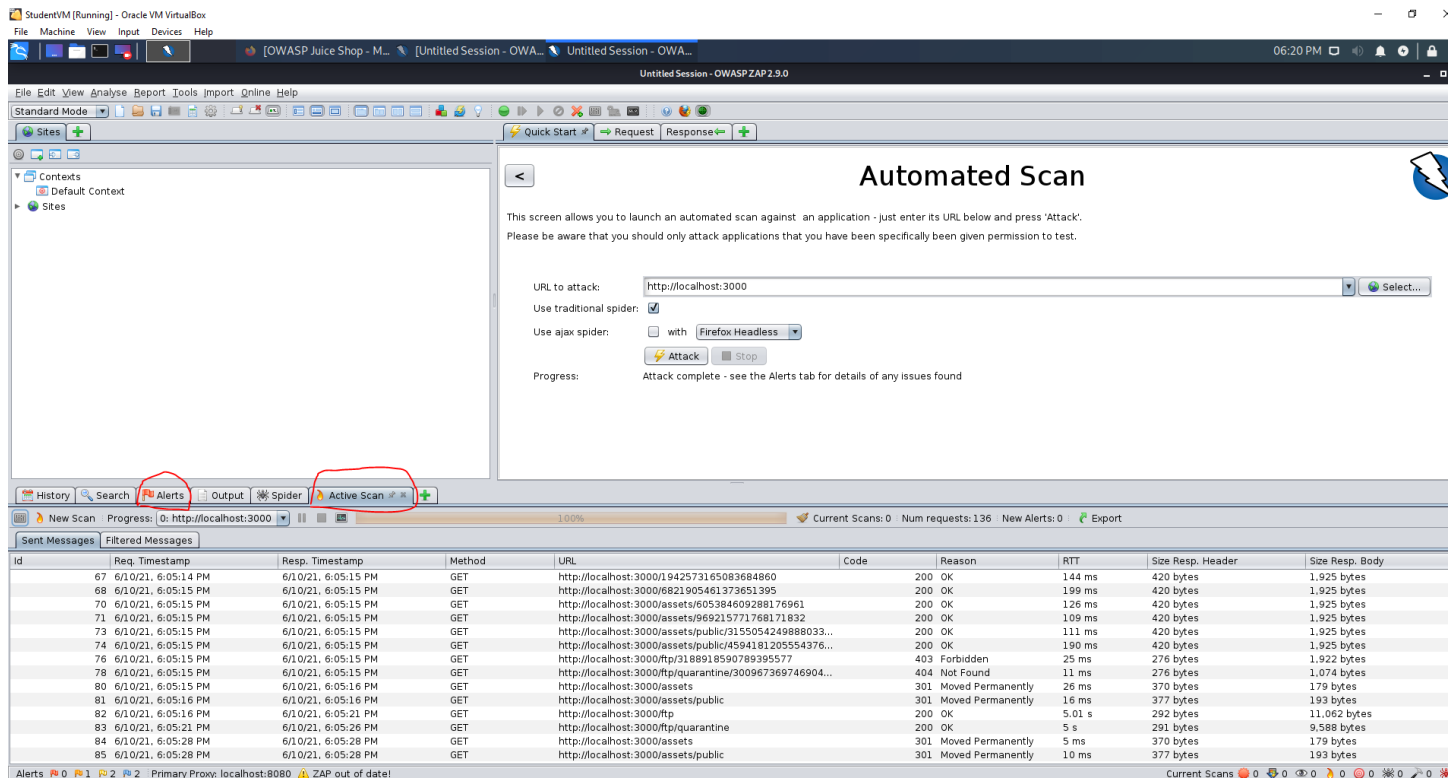 StudentVM [Running] - Oracle VM VirtualBox
File Machine View Input Devices Help
[OWASP Juice Shop - M... [Untitled Session - OWA... Untitled Session - OWA... 06:20 PM
Untitled Session - OWASP ZAP 2.9.0
File Edit View Analyse Report Tools Import Online Help
Standard Mode
Sites Quick Start Request Response
< Automated Scan
Contexts
Default Context
Sites
This screen allows you to launch an automated scan against an application - just enter its URL below and press 'Attack'.
Please be aware that you should only attack applications that you have been specifically been given permission to test.
URL to attack: http://localhost:3000 Select...
Use traditional spider:
Use ajax spider: with Firefox Headless
Attack Stop
Progress: Attack complete - see the Alerts tab for details of any issues found
History Search Alerts Output Spider Active Scan
New Scan Progress: 0: http://localhost:3000 100% Current Scans: 0 Num requests: 136 New Alerts: 0 Export
Sent Messages Filtered Messages
Id Req. Timestamp Resp. Timestamp Method URL Code Reason RTT Size Resp. Header Size Resp. Body
67 6/10/21, 6:05:14 PM 6/10/21, 6:05:15 PM GET http://localhost:3000/1942573165083684860 200 OK 144 ms 420 bytes 1,925 bytes
68 6/10/21, 6:05:15 PM 6/10/21, 6:05:15 PM GET http://localhost:3000/6821905461373651395 200 OK 199 ms 420 bytes 1,925 bytes
70 6/10/21, 6:05:15 PM 6/10/21, 6:05:15 PM GET http://localhost:3000/assets/605384609288176961 200 OK 126 ms 420 bytes 1,925 bytes
71 6/10/21, 6:05:15 PM 6/10/21, 6:05:15 PM GET http://localhost:3000/assets/969215771768171832 200 OK 109 ms 420 bytes 1,925 bytes
73 6/10/21, 6:05:15 PM 6/10/21, 6:05:15 PM GET http://localhost:3000/assets/public/3155054249888033... 200 OK 111 ms 420 bytes 1,925 bytes
74 6/10/21, 6:05:15 PM 6/10/21, 6:05:15 PM GET http://localhost:3000/assets/public/4594181205554376... 200 OK 190 ms 420 bytes 1,925 bytes
76 6/10/21, 6:05:15 PM 6/10/21, 6:05:15 PM GET http://localhost:3000/ftp/3188918590789395577 403 Forbidden 25 ms 276 bytes 1,922 bytes
78 6/10/21, 6:05:15 PM 6/10/21, 6:05:15 PM GET http://localhost:3000/ftp/quarantine/300967369746904... 404 Not Found 11 ms 276 bytes 1,074 bytes
80 6/10/21, 6:05:15 PM 6/10/21, 6:05:16 PM GET http://localhost:3000/assets 301 Moved Permanently 26 ms 370 bytes 179 bytes
81 6/10/21, 6:05:16 PM 6/10/21, 6:05:16 PM GET http://localhost:3000/assets/public 301 Moved Permanently 16 ms 377 bytes 193 bytes
82 6/10/21, 6:05:16 PM 6/10/21, 6:05:21 PM GET http://localhost:3000/ftp 200 OK 5.01 s 292 bytes 11,062 bytes
83 6/10/21, 6:05:21 PM 6/10/21, 6:05:26 PM GET http://localhost:3000/ftp/quarantine 200 OK 5 s 291 bytes 9,588 bytes
84 6/10/21, 6:05:28 PM 6/10/21, 6:05:28 PM GET http://localhost:3000/assets 301 Moved Permanently 5 ms 370 bytes 179 bytes
85 6/10/21, 6:05:28 PM 6/10/21, 6:05:28 PM GET http://localhost:3000/assets/public 301 Moved Permanently 10 ms 377 bytes 193 bytes
Alerts 0 1 2 2 Primary Proxy: localhost:8080 ZAP out of date! Current Scans 0 0 0 0 0 0 0